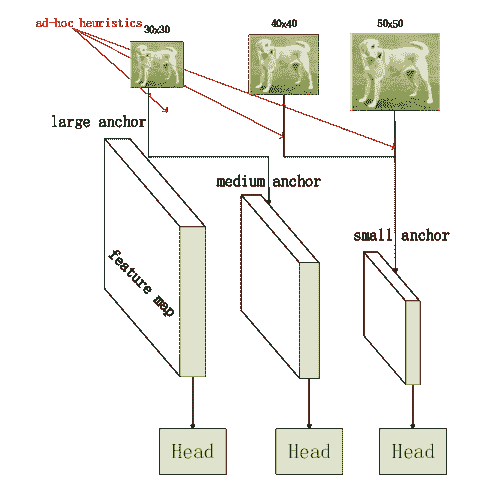 ad-hoc heuristics
30x30
40x40
50x50
large anchor
medium anchor
small anchor
feature map
Head
Head
Head